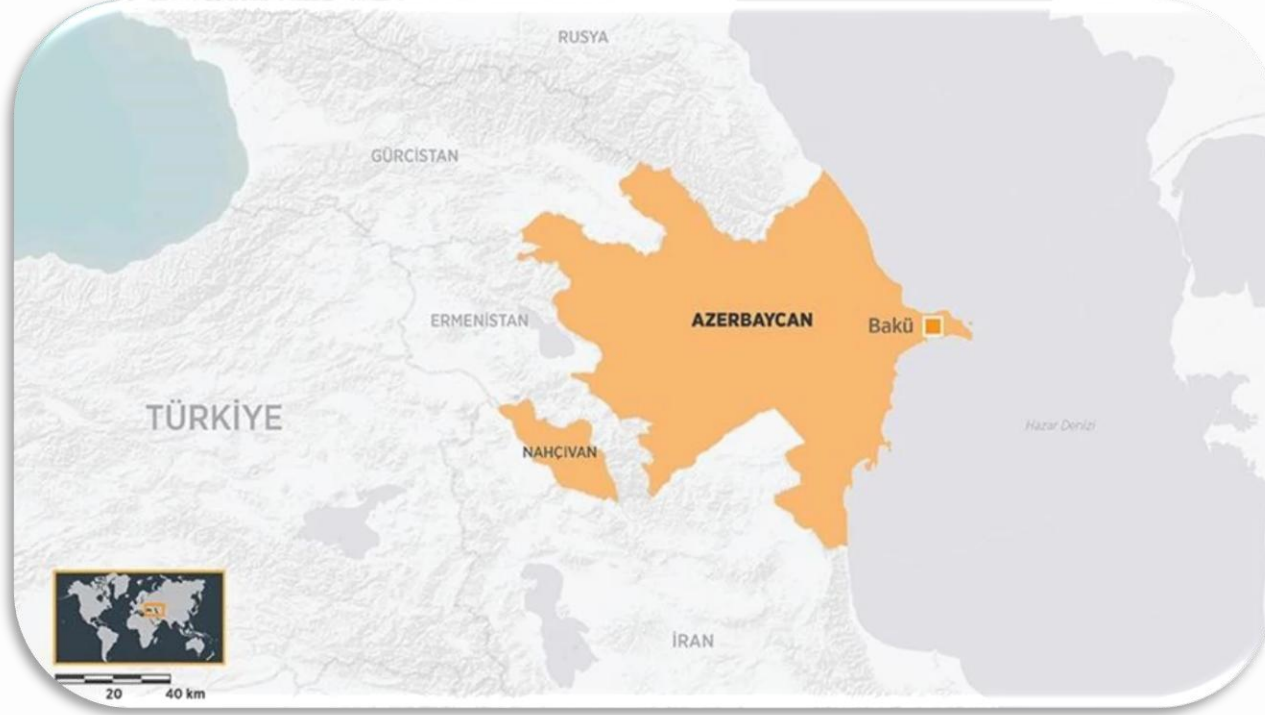 RUSYA
GÜRCİSTAN
ERMENİSTAN
AZERBAYCAN
Bakü
TÜRKİYE
NAHÇIVAN
Hazar Denizi
İRAN
20 40 km